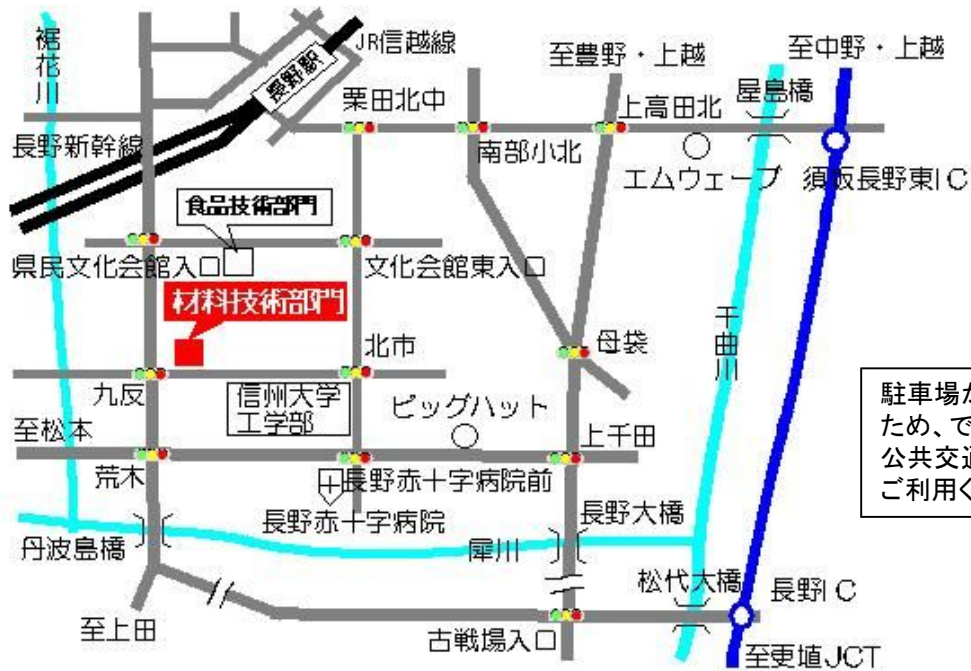 JR信越線
裾花川
長野駅
至豊野・上越
至中野・上越
栗田北中
上高田北
屋島橋
長野新幹線
南部小北
エムウェーブ
須坂長野東IC
食品技術部門
県民文化会館入口
文化会館東入口
材料技術部門
千曲川
北市
母袋
九反
信州大学
工学部
ビッグハット
至松本
上千田
駐車場が
ため、で
公共交通
ご利用く
荒木
長野赤十字病院前
長野赤十字病院
長野大橋
丹波島橋
犀川
松代大橋
長野IC
至上田
古戦場入口
至更埴JCT